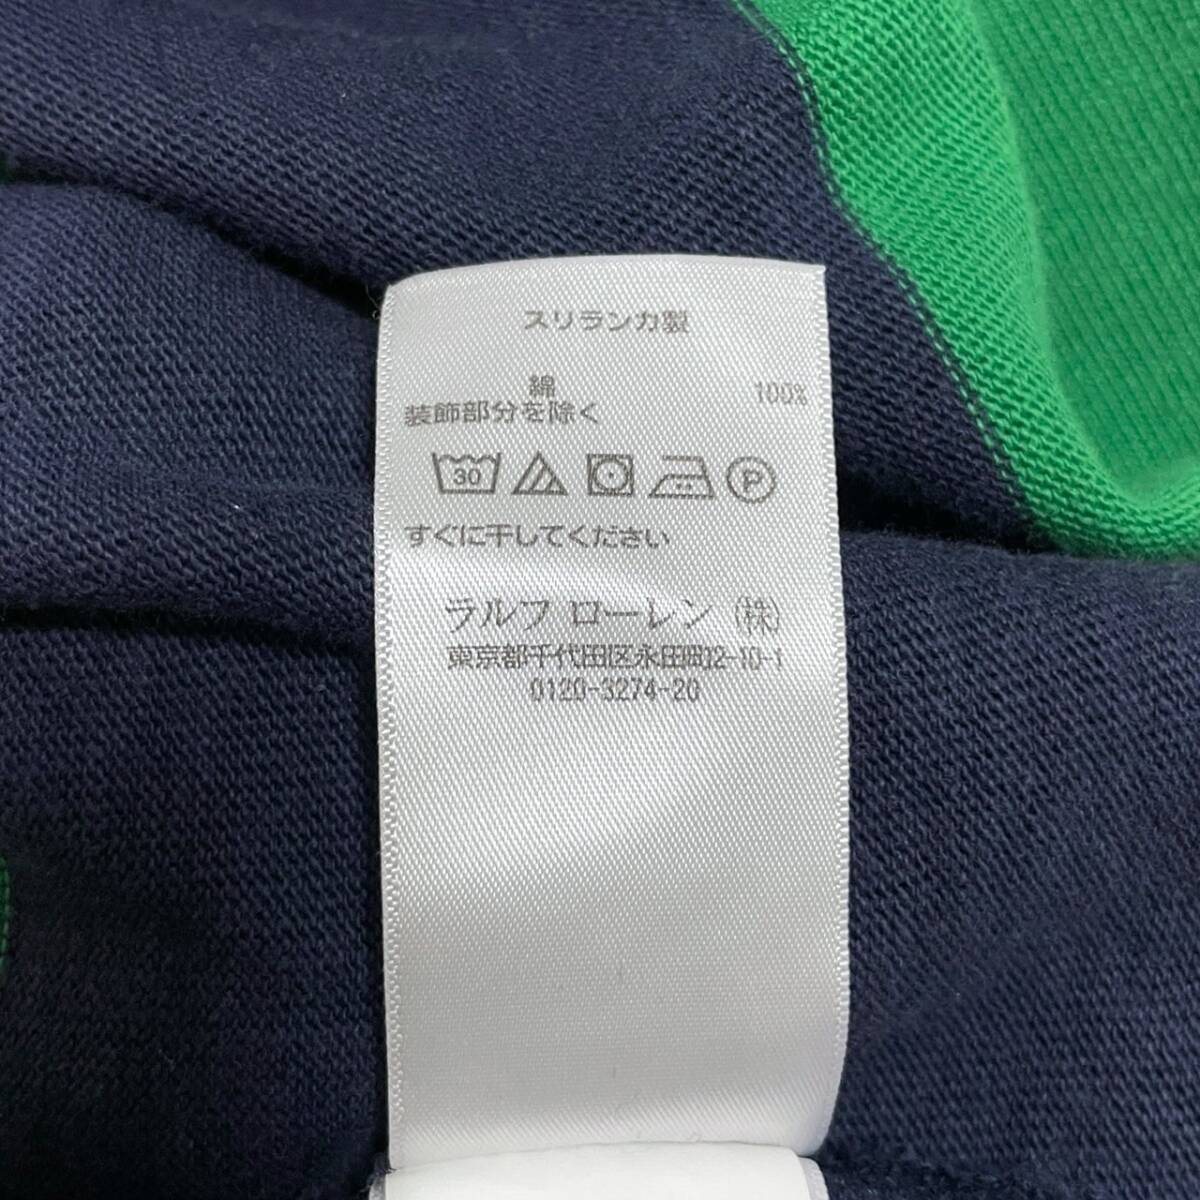 スリランカ製
綿 100%
装飾部分を除く
30 P
すぐに干してください
ラルフ ローレン (株)
東京都千代田区永田町2-10-1
0120-3274-20